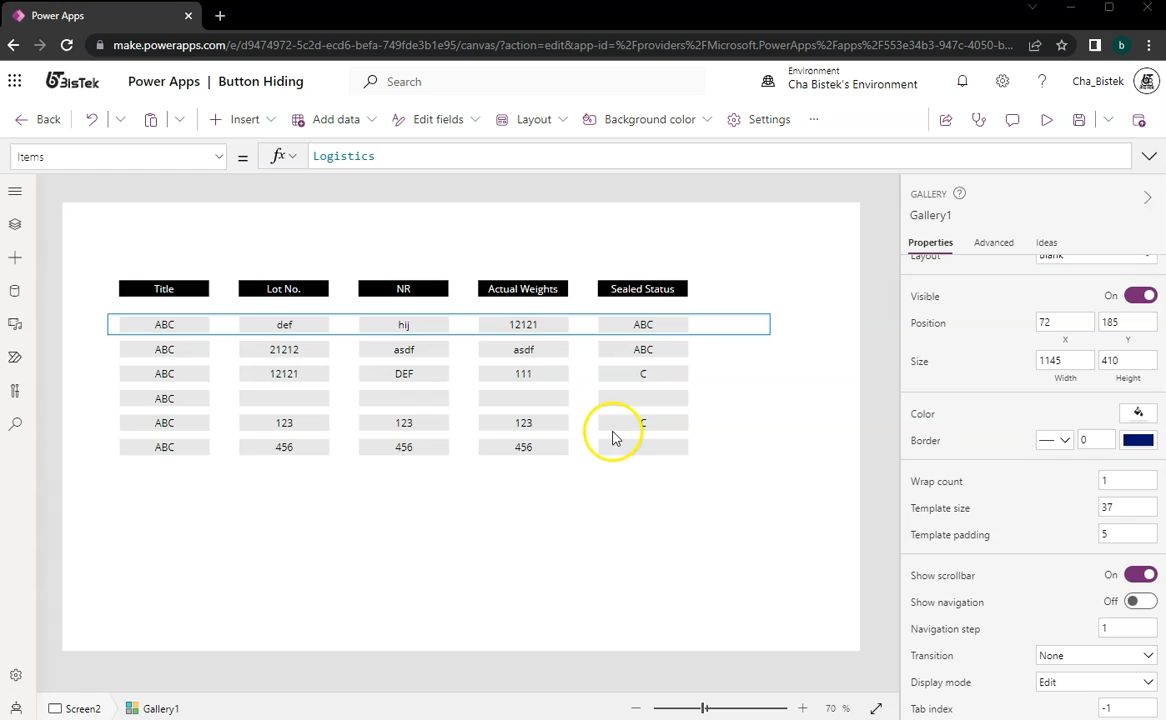 Power Apps
make.powerapps.com/e/d9474972-5c2d-ecd6-befa-749fde3b1e95/canvas/?action=edit&app-id=%2Fproviders%2FMicrosoft.PowerApps%2Fapps%2F553e34b3-947c-4050-b...
b
BisTek
Power Apps | Button Hiding
Search
Environment
Cha Bistek's Environment
Cha_Bistek
Back
Insert
Add data
Edit fields
Layout
Background color
Settings
...
Items
=
fx
Logistics
GALLERY
Gallery1
Properties
Advanced
Ideas
Layout
Blank
Title
Lot No.
NR
Actual Weights
Sealed Status
ABC
def
hij
12121
ABC
ABC
21212
asdf
asdf
ABC
ABC
12121
DEF
111
C
ABC
ABC
123
123
123
C
ABC
456
456
456
Visible
On
Position
72
185
X
Y
Size
1145
410
Width
Height
Color
Border
0
Wrap count
1
Template size
37
Template padding
5
Show scrollbar
On
Show navigation
Off
Navigation step
1
Transition
None
Display mode
Edit
Tab index
-1
Screen2
Gallery1
70 %